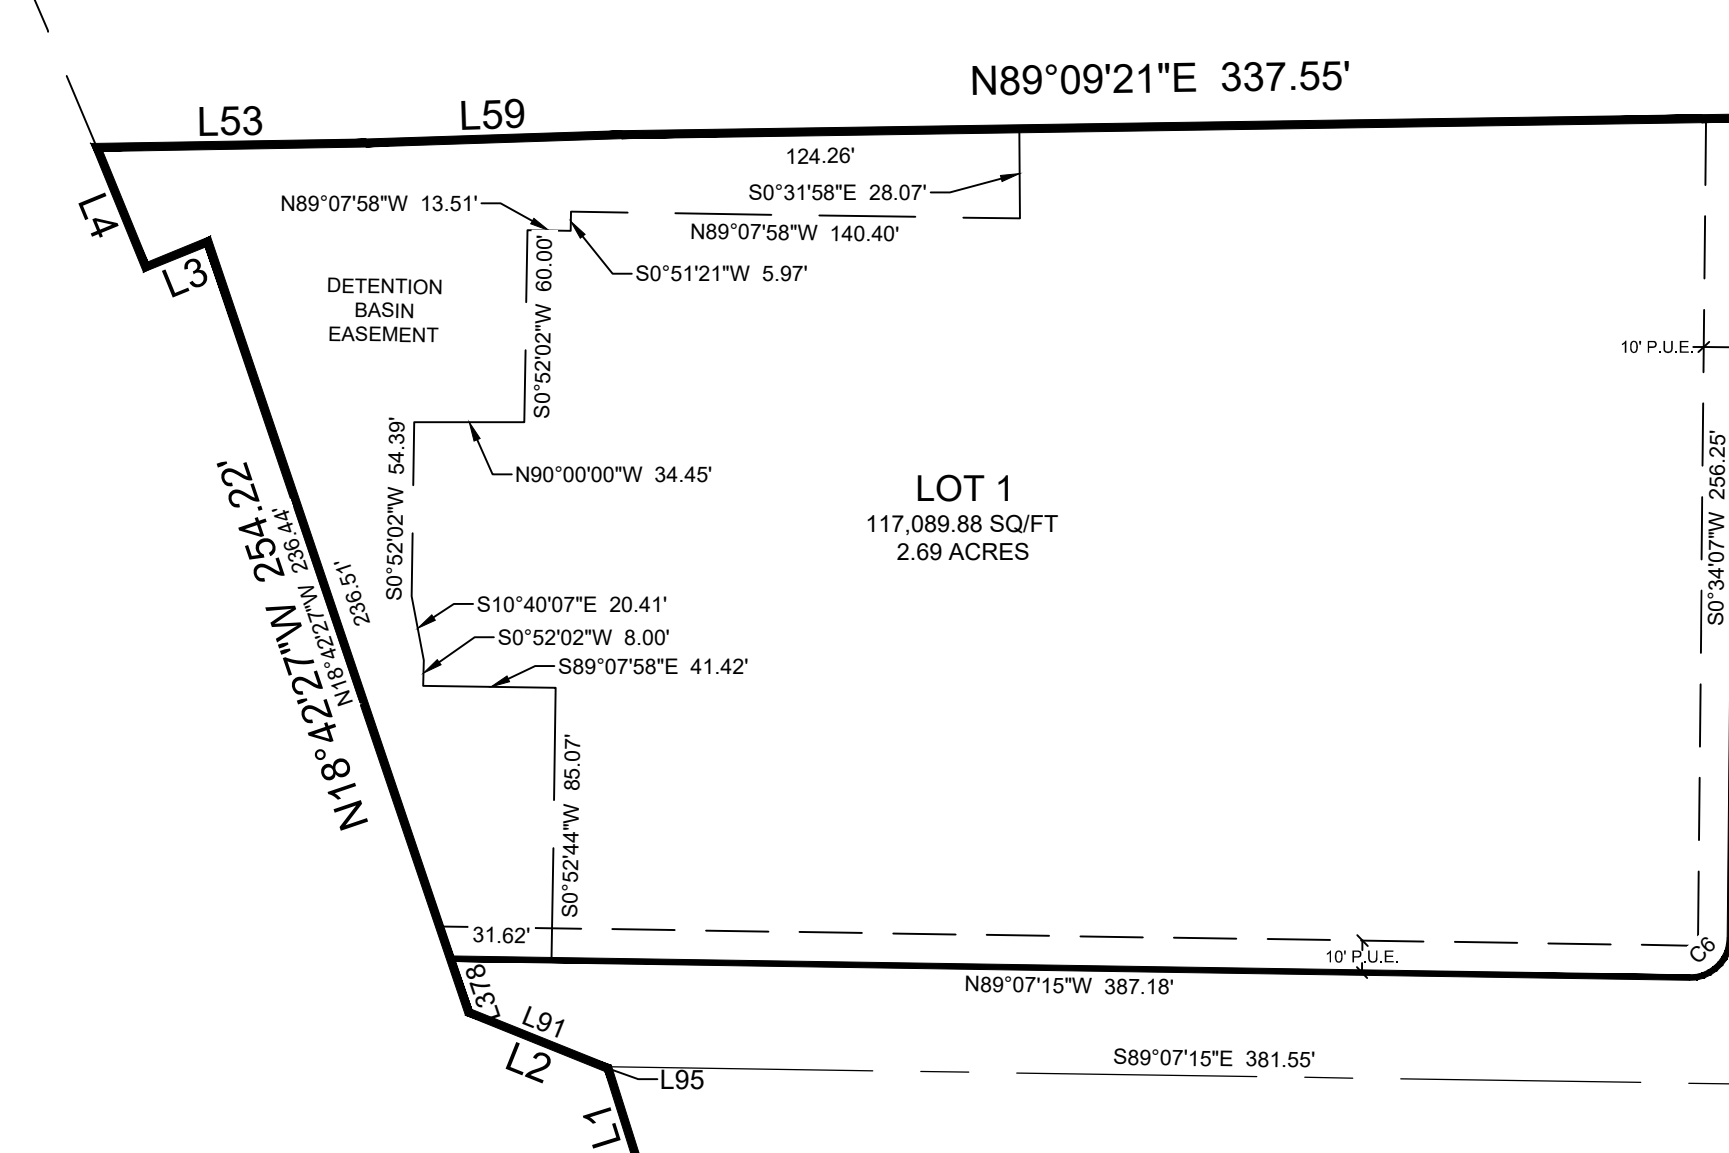 N89°09'21"E 337.55'
L53
L59
124.26'
S0°31'58"E 28.07'
N89°07'58"W 13.51'
N89°07'58"W 140.40'
L4
L3
S0°51'21"W 5.97'
DETENTION
BASIN
EASEMENT
S0°52'02"W 60.00'
10' P.U.E.
S0°52'02"W 54.39'
N90°00'00"W 34.45'
LOT 1
117,089.88 SQ/FT
2.69 ACRES
S0°34'07"W 256.25'
N18°42'27"W 254.22'
N18°42'27"W 236.44'
236.51'
S10°40'07"E 20.41'
S0°52'02"W 8.00'
S89°07'58"E 41.42'
S0°52'44"W 85.07'
31.62'
10' P.U.E.
C6
N89°07'15"W 387.18'
L378
L91
L2
S89°07'15"E 381.55'
L95
L1